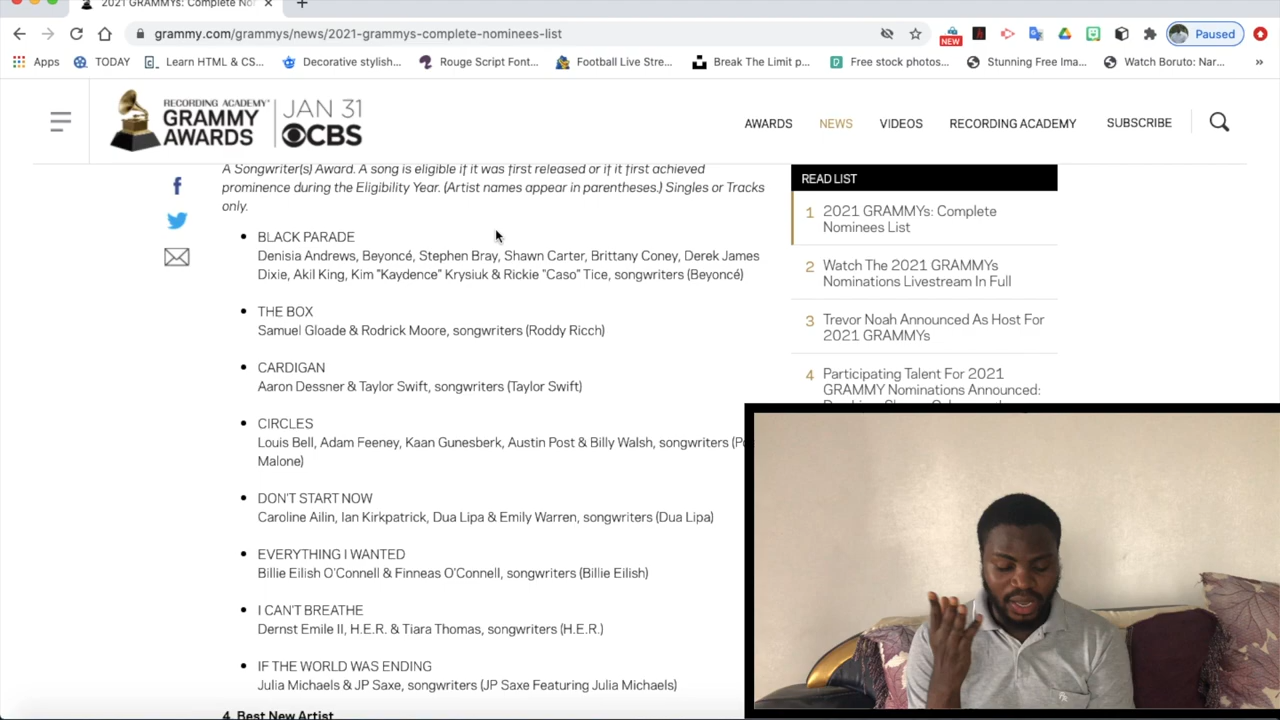 2021 GRAMMYs: Complete Nor
grammy.com/grammys/news/2021-grammys-complete-nominees-list
NEW
Paused
Apps
TODAY
Learn HTML & CS...
Decorative stylish...
Rouge Script Font...
Football Live Stre...
Break The Limit p...
Free stock photos...
Stunning Free Ima...
Watch Boruto: Nar...
»
RECORDING ACADEMY
GRAMMY
AWARDS
JAN 31
CBS
AWARDS
NEWS
VIDEOS
RECORDING ACADEMY
SUBSCRIBE
A Songwriter(s) Award. A song is eligible if it was first released or if it first achieved
prominence during the Eligibility Year. (Artist names appear in parentheses.) Singles or Tracks
only.
BLACK PARADE
Denisia Andrews, Beyoncé, Stephen Bray, Shawn Carter, Brittany Coney, Derek James
Dixie, Akil King, Kim "Kaydence" Krysiuk & Rickie "Caso" Tice, songwriters (Beyoncé)
THE BOX
Samuel Gloade & Rodrick Moore, songwriters (Roddy Ricch)
CARDIGAN
Aaron Dessner & Taylor Swift, songwriters (Taylor Swift)
CIRCLES
Louis Bell, Adam Feeney, Kaan Gunesberk, Austin Post & Billy Walsh, songwriters (Po
Malone)
DON'T START NOW
Caroline Ailin, Ian Kirkpatrick, Dua Lipa & Emily Warren, songwriters (Dua Lipa)
EVERYTHING I WANTED
Billie Eilish O'Connell & Finneas O'Connell, songwriters (Billie Eilish)
I CAN'T BREATHE
Dernst Emile II, H.E.R. & Tiara Thomas, songwriters (H.E.R.)
IF THE WORLD WAS ENDING
Julia Michaels & JP Saxe, songwriters (JP Saxe Featuring Julia Michaels)
4. Best New Artist
READ LIST
1 2021 GRAMMYs: Complete
Nominees List
2 Watch The 2021 GRAMMYs
Nominations Livestream In Full
3 Trevor Noah Announced As Host For
2021 GRAMMYs
4 Participating Talent For 2021
GRAMMY Nominations Announced: